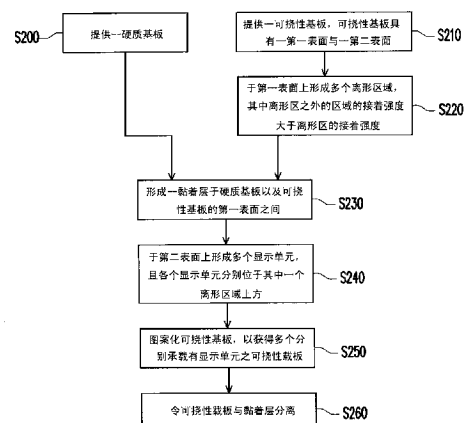 S200
提供一硬质基板
提供一可挠性基板，可挠性基板具
有一第一表面与一第二表面
S210
于第一表面上形成多个离形区域，
其中离形区之外的区域的接着强度
大于离形区的接着强度
S220
形成一黏着层于硬质基板以及可挠
性基板的第一表面之间
S230
于第二表面上形成多个显示单元，
且各个显示单元分别位于其中一个
离形区域上方
S240
图案化可挠性基板，以获得多个分
别承载有显示单元之可挠性载板
S250
令可挠性载板与黏着层分离
S260